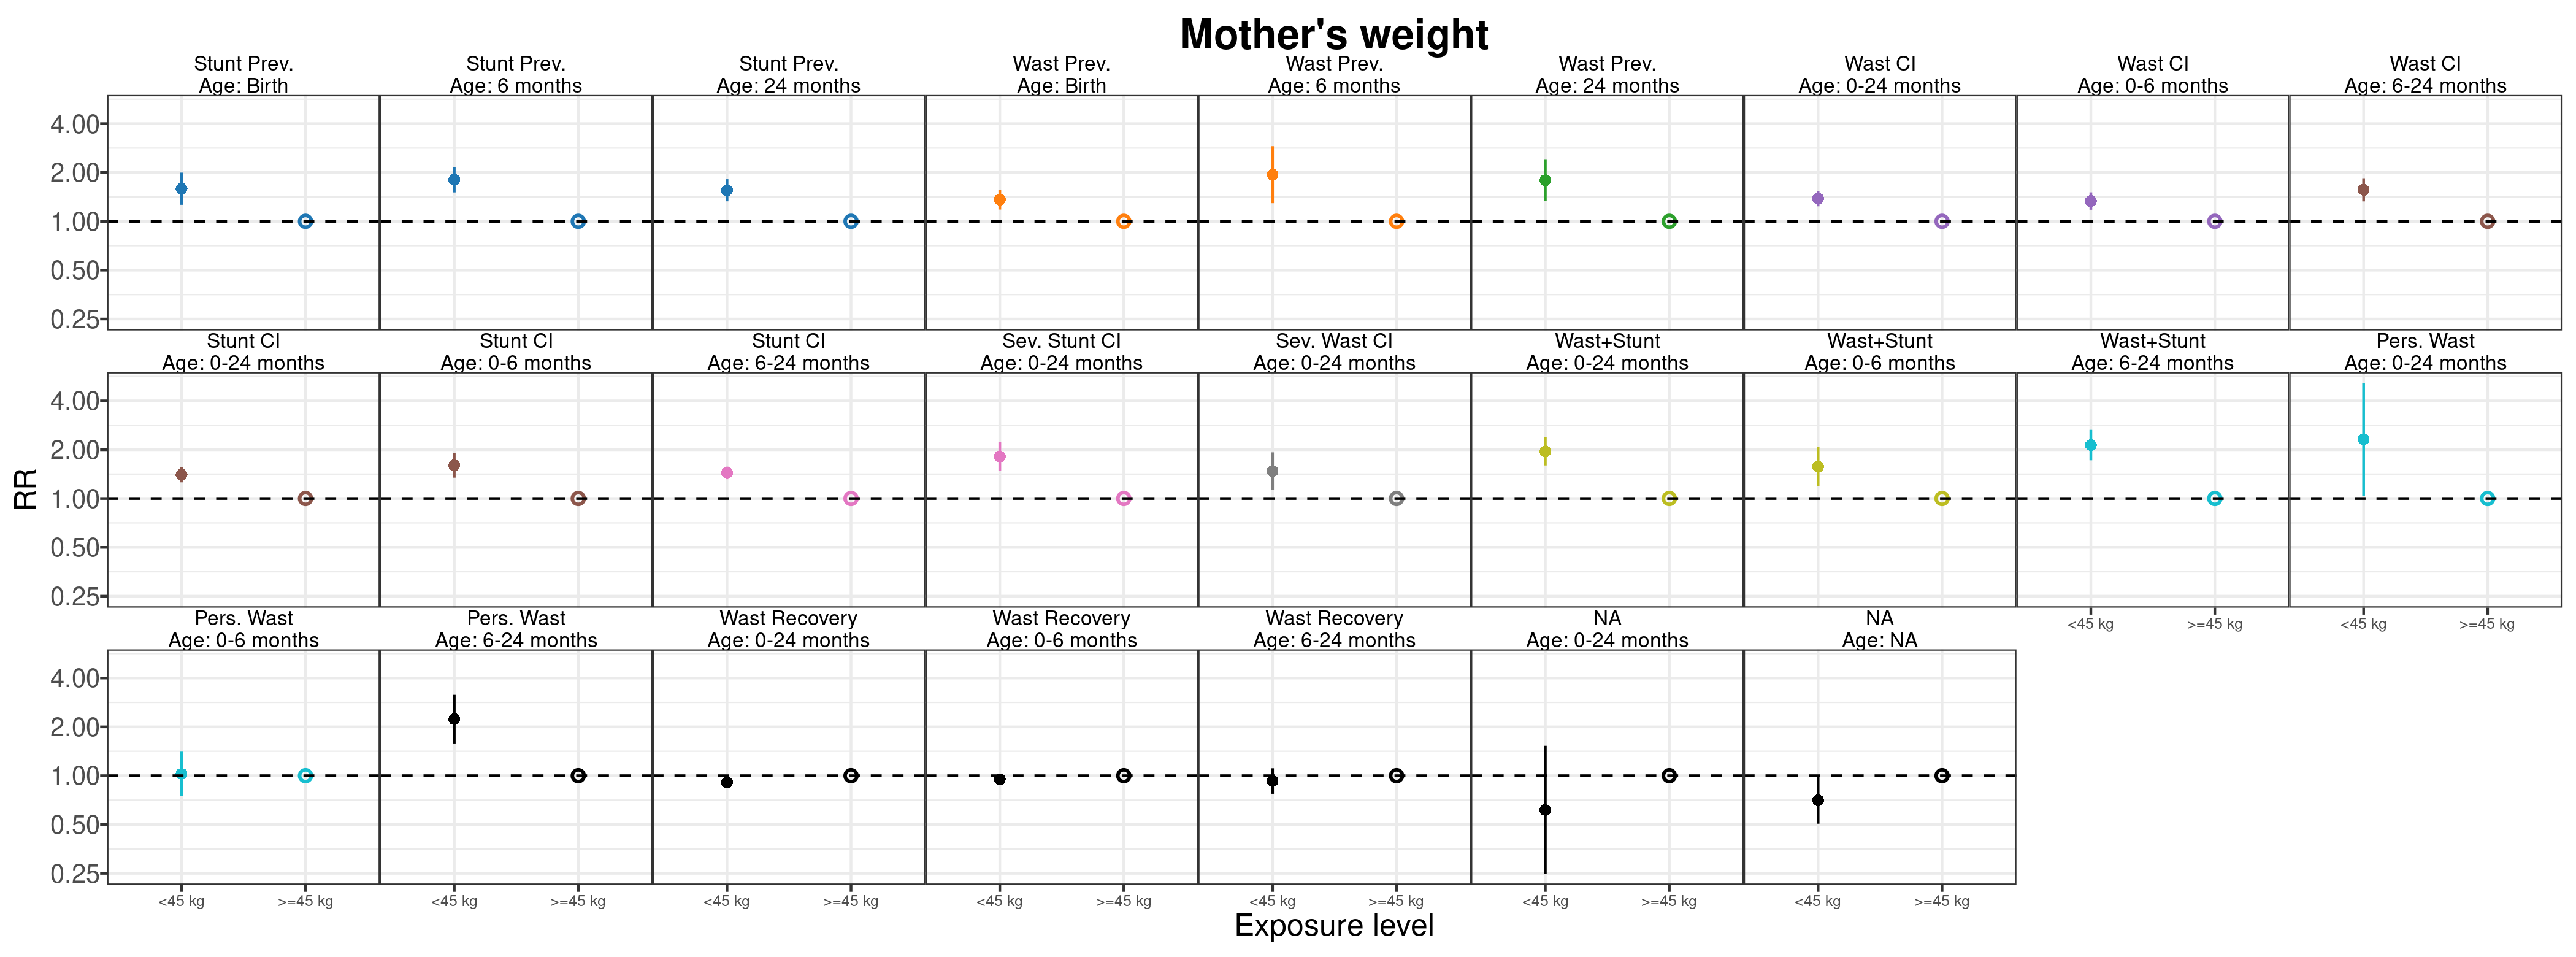 Mother's weight
Stunt Prev. Stunt Prev. Stunt Prev. Wast Prev. Wast Prev. Wast Prev. Wast CI Wast CI Wast CI
Age: Birth Age: 6 months Age: 24 months Age: Birth Age: 6 months Age: 24 months Age: 0-24 months Age: 0-6 months Age: 6-24 months
4.00
2.00
1.00
0.50
0.25
Stunt CI Stunt CI Stunt CI Sev. Stunt CI Sev. Wast CI Wast+Stunt Wast+Stunt Wast+Stunt Pers. Wast
Age: 0-24 months Age: 0-6 months Age: 6-24 months Age: 0-24 months Age: 0-24 months Age: 0-24 months Age: 0-6 months Age: 6-24 months Age: 0-24 months
4.00
2.00
RR
1.00
0.50
0.25
Pers. Wast Pers. Wast Wast Recovery Wast Recovery Wast Recovery NA NA <45 kg >=45 kg <45 kg >=45 kg
Age: 0-6 months Age: 6-24 months Age: 0-24 months Age: 0-6 months Age: 6-24 months Age: 0-24 months Age: NA
4.00
2.00
1.00
0.50
0.25
<45 kg >=45 kg <45 kg >=45 kg <45 kg >=45 kg <45 kg >=45 kg <45 kg >=45 kg <45 kg >=45 kg <45 kg >=45 kg
Exposure level